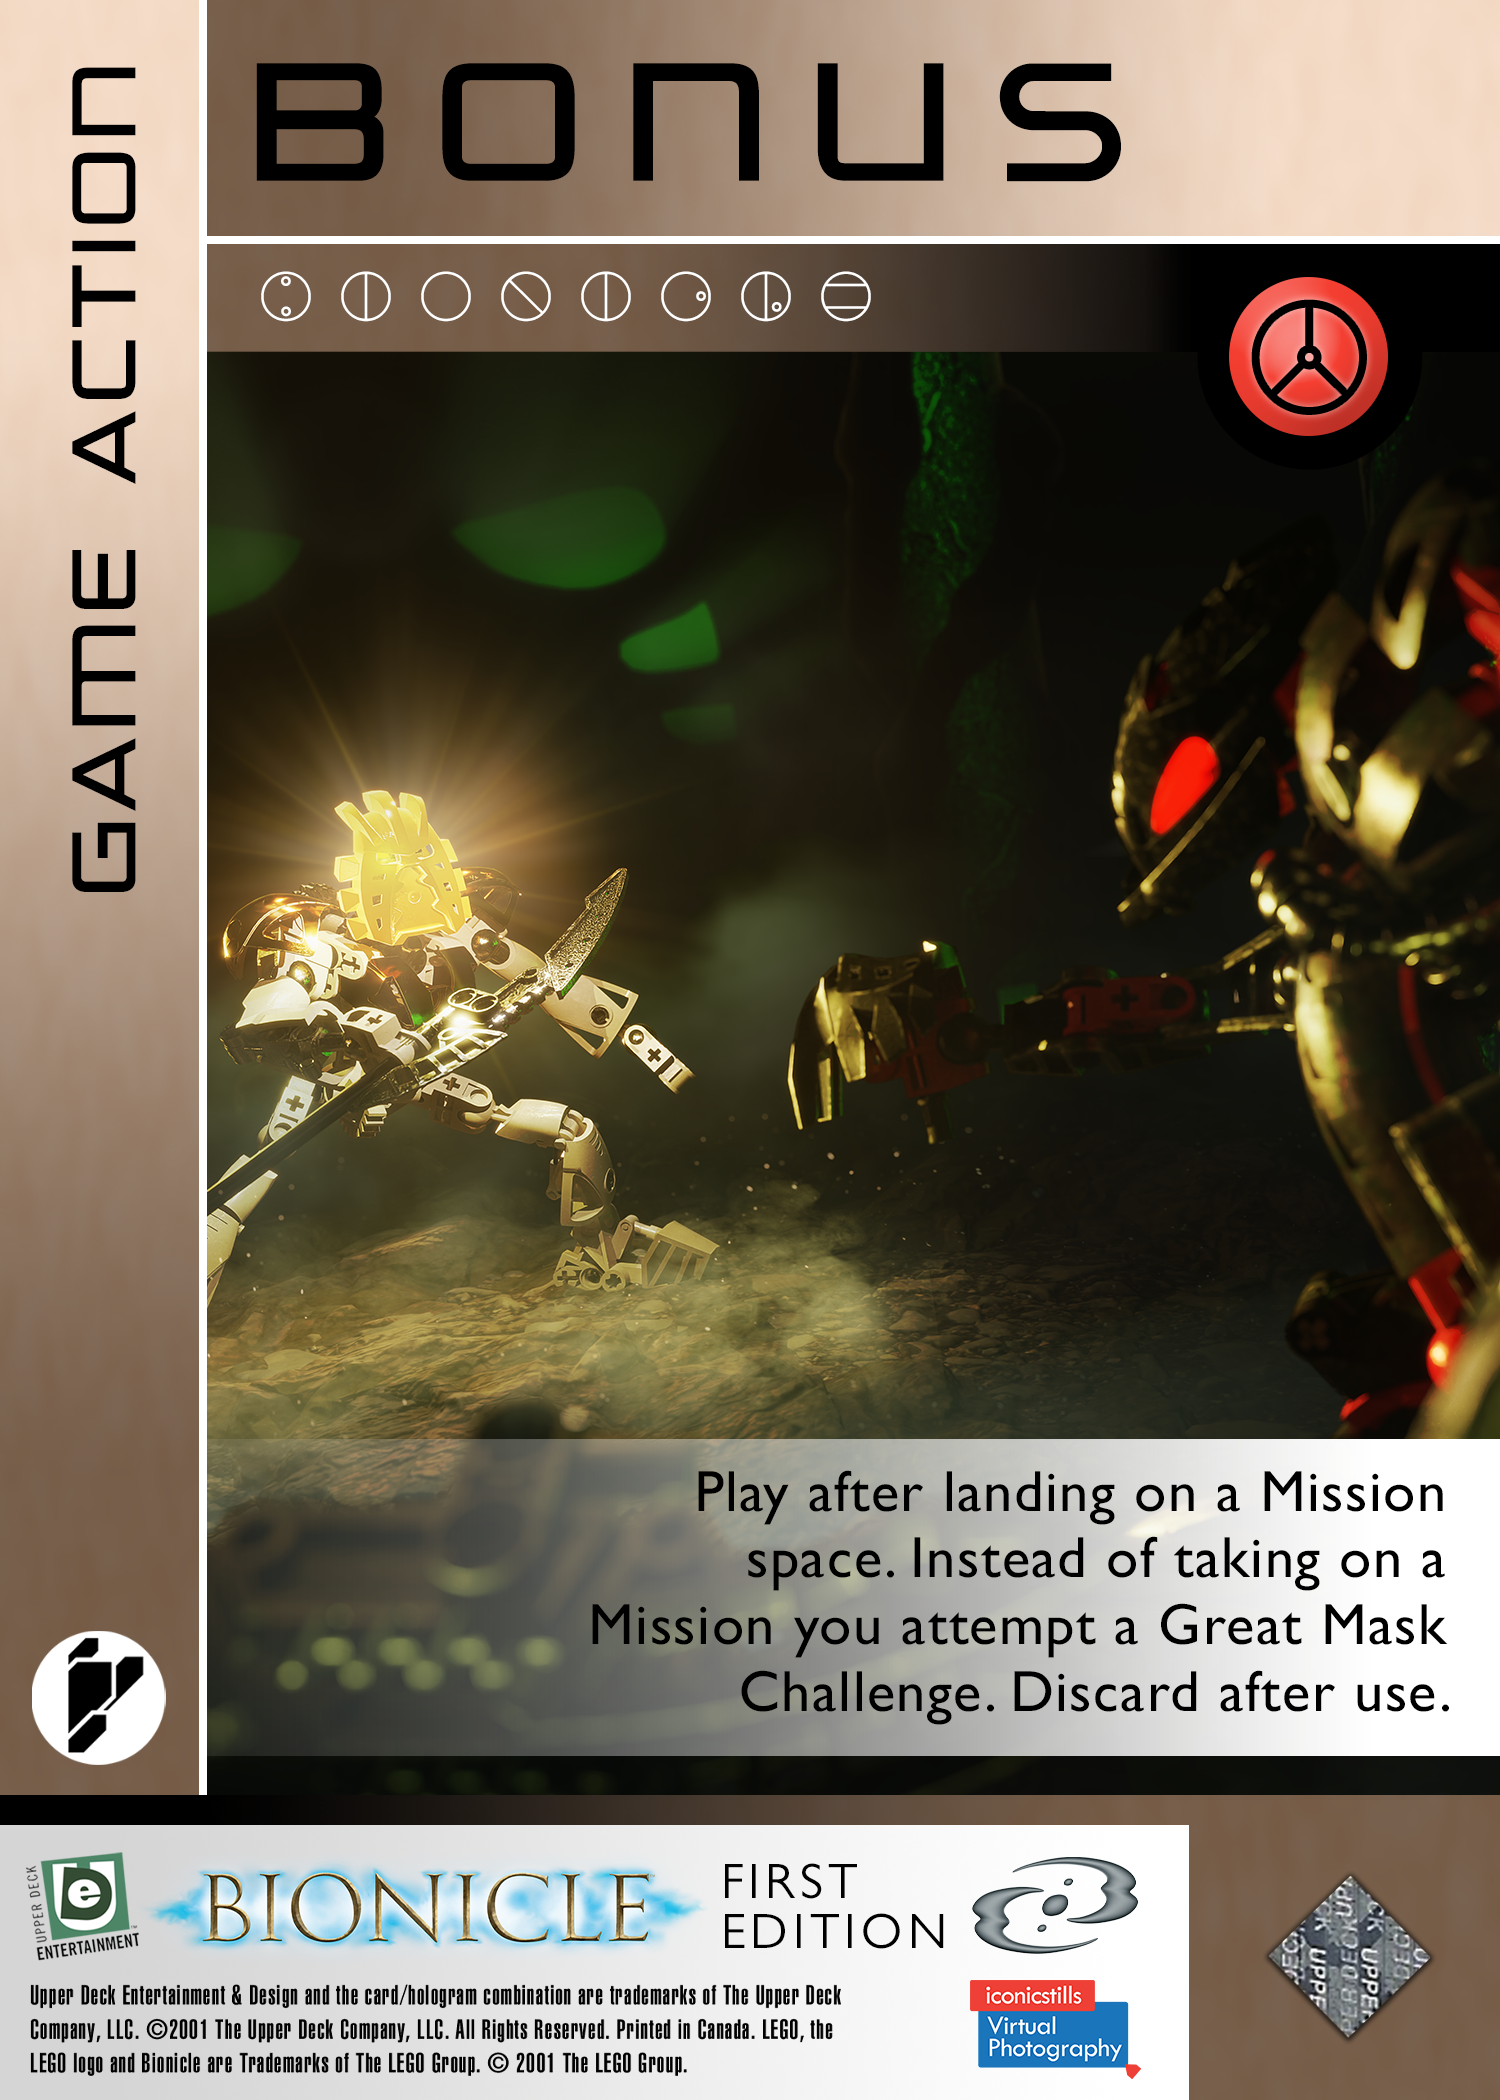 BONUS
GAME ACTION
Play after landing on a Mission
space. Instead of taking on a
Mission you attempt a Great Mask
Challenge. Discard after use.
UPPER DECK
e
ENTERTAINMENT
BIONICLE
FIRST
EDITION
Upper Deck Entertainment & Design and the card/hologram combination are trademarks of The Upper Deck
Company, LLC. ©2001 The Upper Deck Company, LLC. All Rights Reserved. Printed in Canada. LEGO, the
LEGO logo and Bionicle are Trademarks of The LEGO Group. © 2001 The LEGO Group.
iconicstills
Virtual
Photography